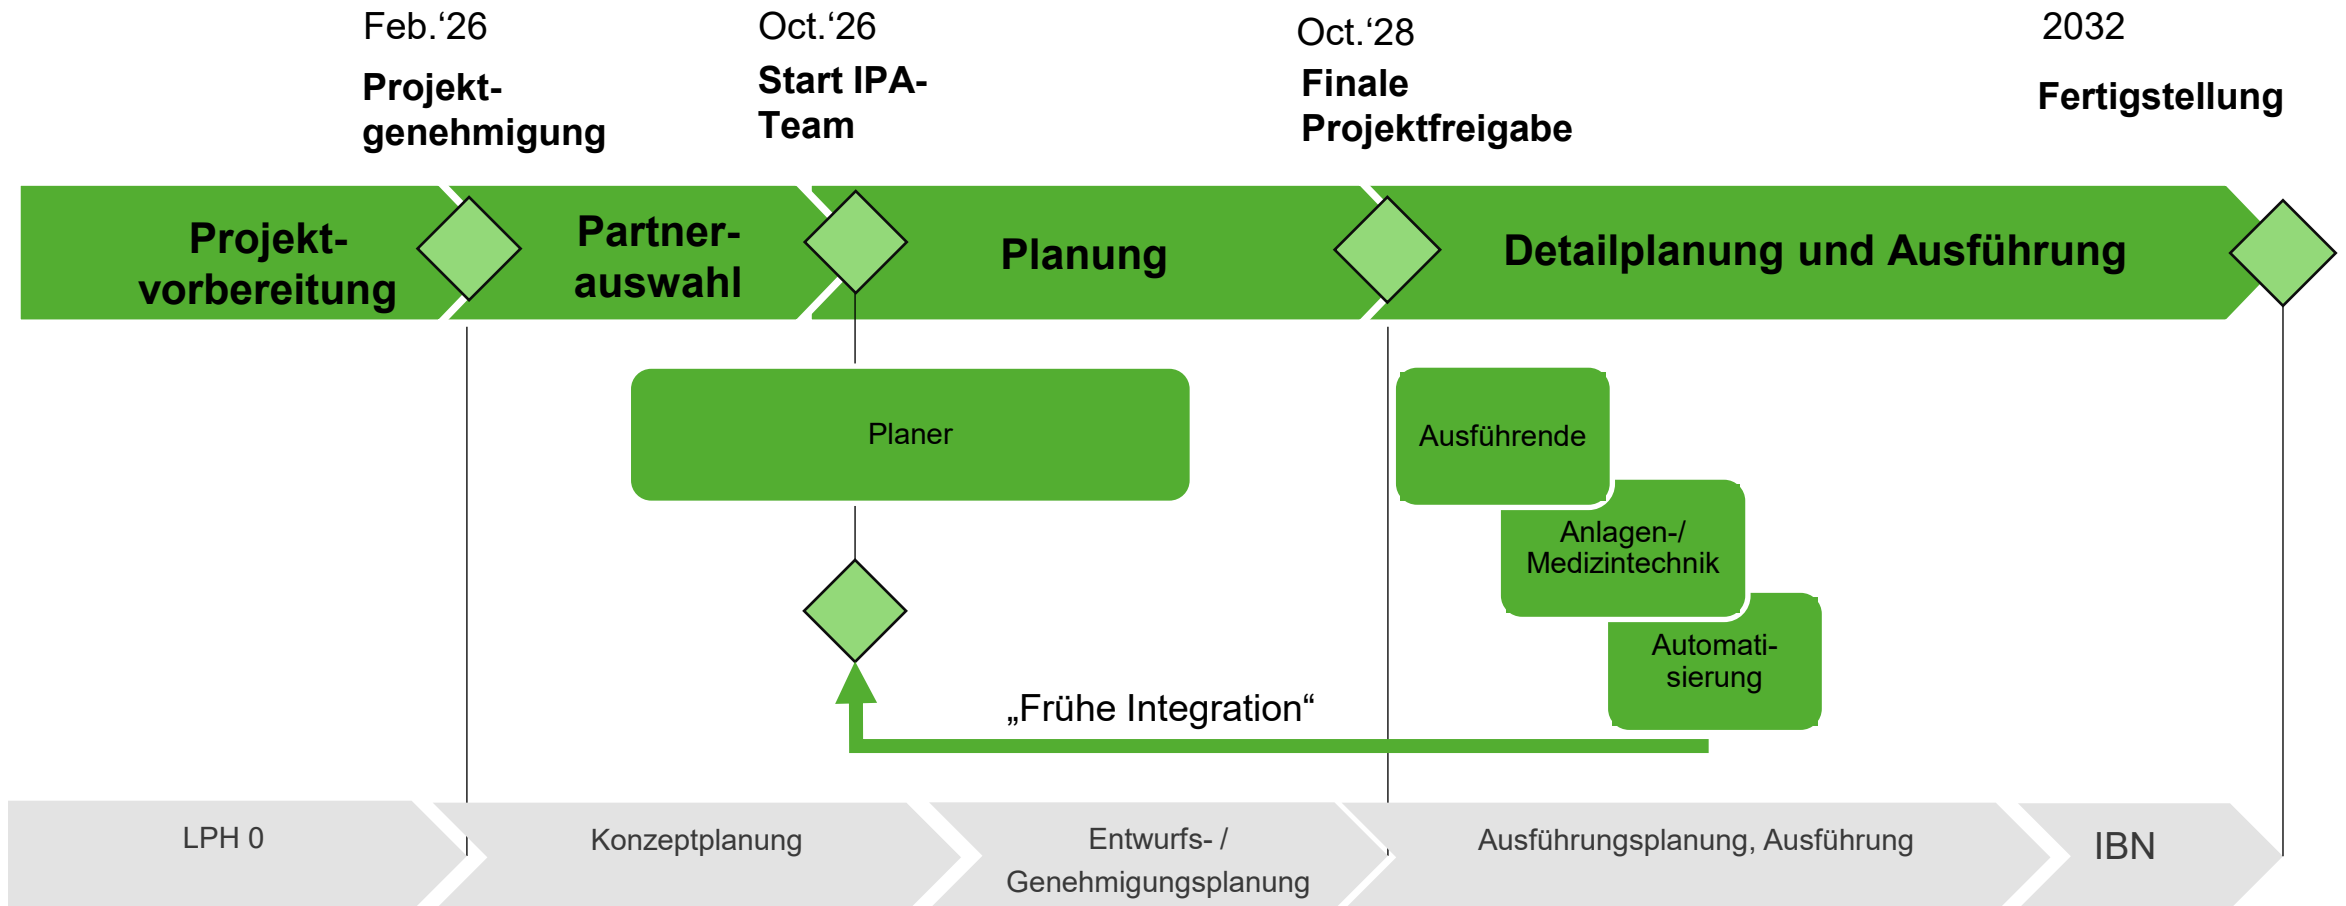 Feb.‘26
Projekt-
genehmigung
Oct.‘26
Start IPA-
Team
Oct.‘28
Finale
Projektfreigabe
2032
Fertigstellung
Projekt-
vorbereitung
Partner-
auswahl
Planung
Detailplanung und Ausführung
Planer
Ausführende
Anlagen-/
Medizintechnik
Automati-
sierung
„Frühe Integration“
LPH 0
Konzeptplanung
Entwurfs- /
Genehmigungsplanung
Ausführungsplanung, Ausführung
IBN